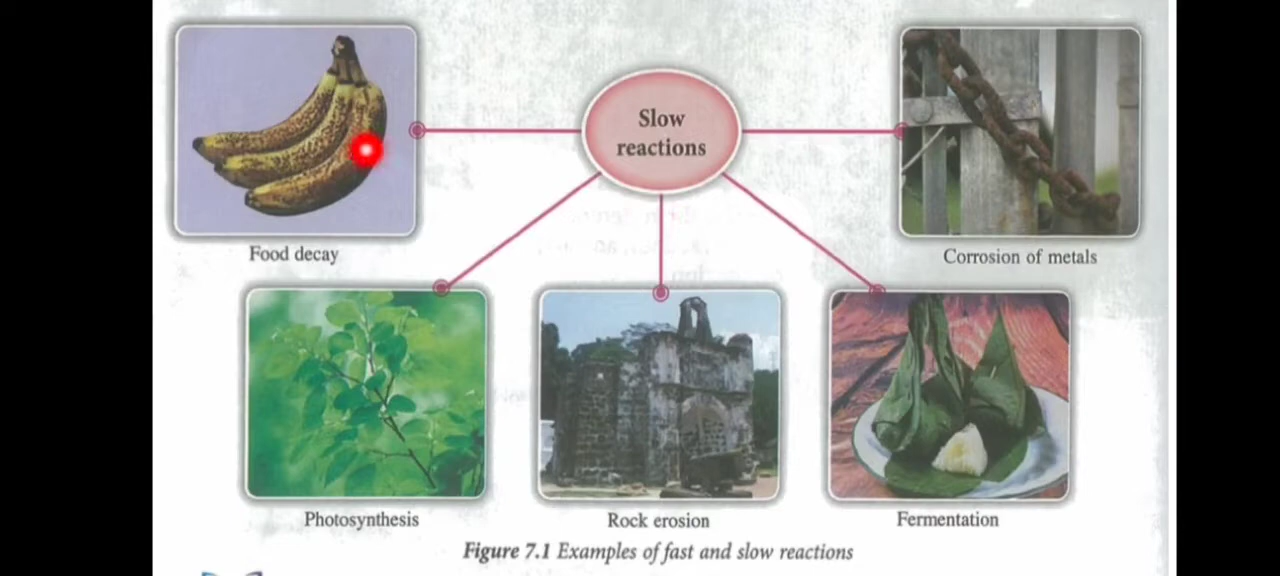 Slow
reactions
Food decay
Corrosion of metals
Photosynthesis
Rock erosion
Fermentation
Figure 7.1 Examples of fast and slow reactions